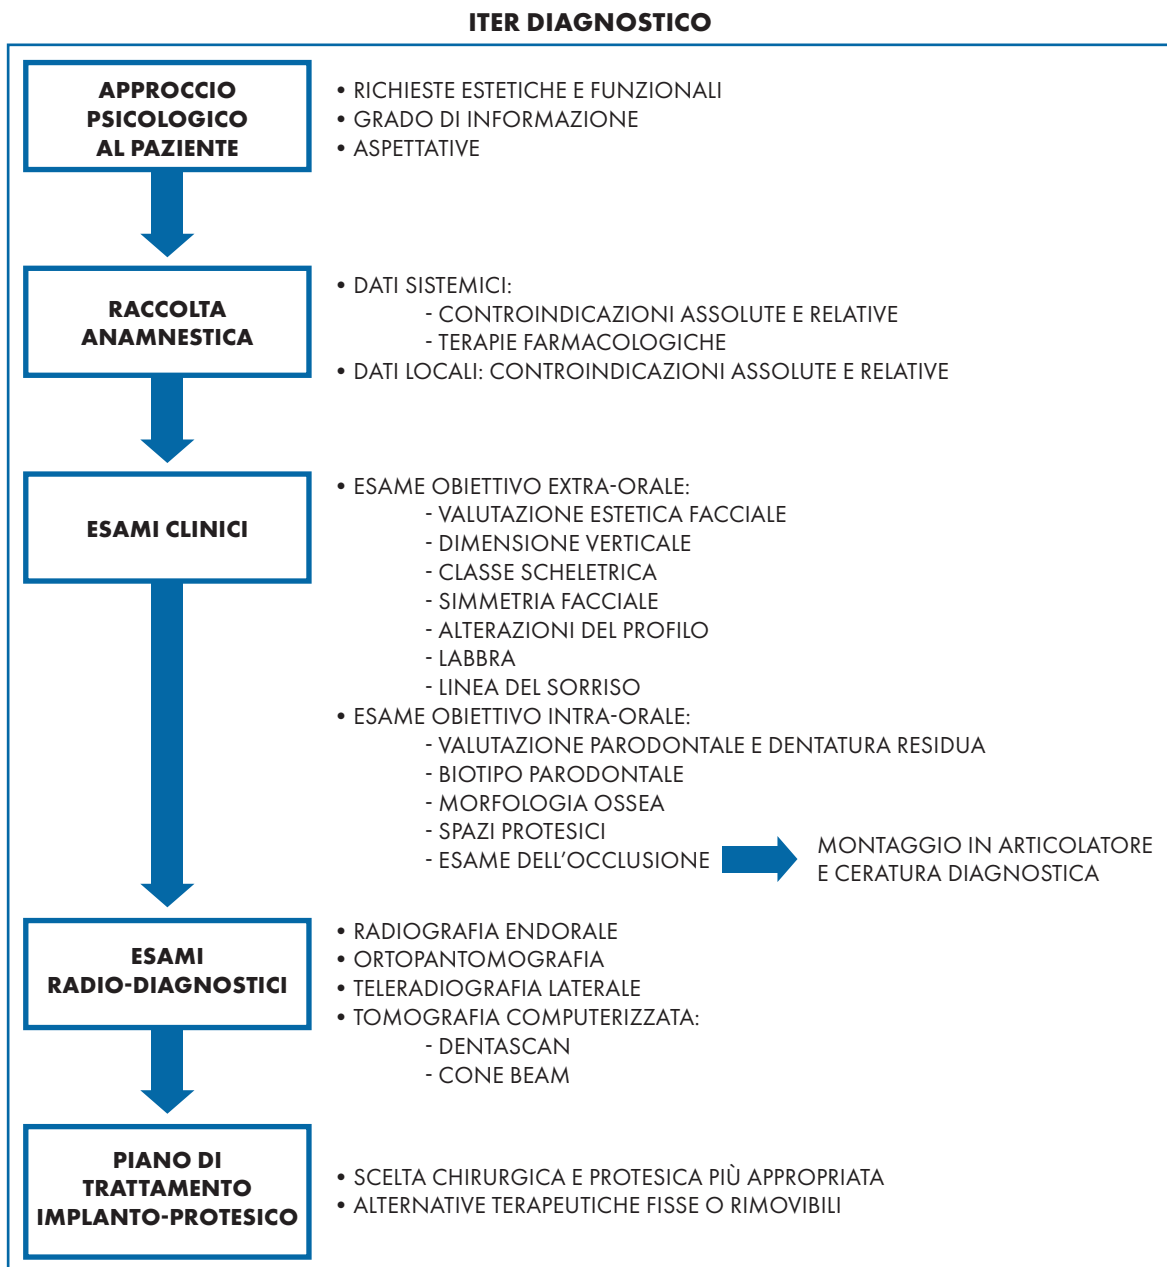 ITER DIAGNOSTICO
APPROCCIO
PSICOLOGICO
AL PAZIENTE
• RICHIESTE ESTETICHE E FUNZIONALI
• GRADO DI INFORMAZIONE
• ASPETTATIVE
RACCOLTA
ANAMNESTICA
• DATI SISTEMICI:
- CONTROINDICAZIONI ASSOLUTE E RELATIVE
- TERAPIE FARMACOLOGICHE
• DATI LOCALI: CONTROINDICAZIONI ASSOLUTE E RELATIVE
ESAMI CLINICI
• ESAME OBIETTIVO EXTRA-ORALE:
- VALUTAZIONE ESTETICA FACCIALE
- DIMENSIONE VERTICALE
- CLASSE SCHELETRICA
- SIMMETRIA FACCIALE
- ALTERAZIONI DEL PROFILO
- LABBRA
- LINEA DEL SORRISO
• ESAME OBIETTIVO INTRA-ORALE:
- VALUTAZIONE PARODONTALE E DENTATURA RESIDUA
- BIOTIPO PARODONTALE
- MORFOLOGIA OSSEA
- SPAZI PROTESICI
- ESAME DELL'OCCLUSIONE
MONTAGGIO IN ARTICOLATORE
E CERATURA DIAGNOSTICA
ESAMI
RADIO-DIAGNOSTICI
• RADIOGRAFIA ENDORALE
• ORTOPANTOMOGRAFIA
• TELERADIOGRAFIA LATERALE
• TOMOGRAFIA COMPUTERIZZATA:
- DENTASCAN
- CONE BEAM
PIANO DI
TRATTAMENTO
IMPLANTO-PROTESICO
• SCELTA CHIRURGICA E PROTESICA PIÙ APPROPRIATA
• ALTERNATIVE TERAPEUTICHE FISSE O RIMOVIBILI